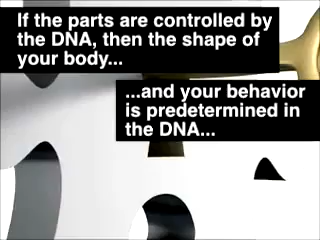 If the parts are controlled by
the DNA, then the shape of
your body...
...and your behavior
is predetermined in
the DNA...